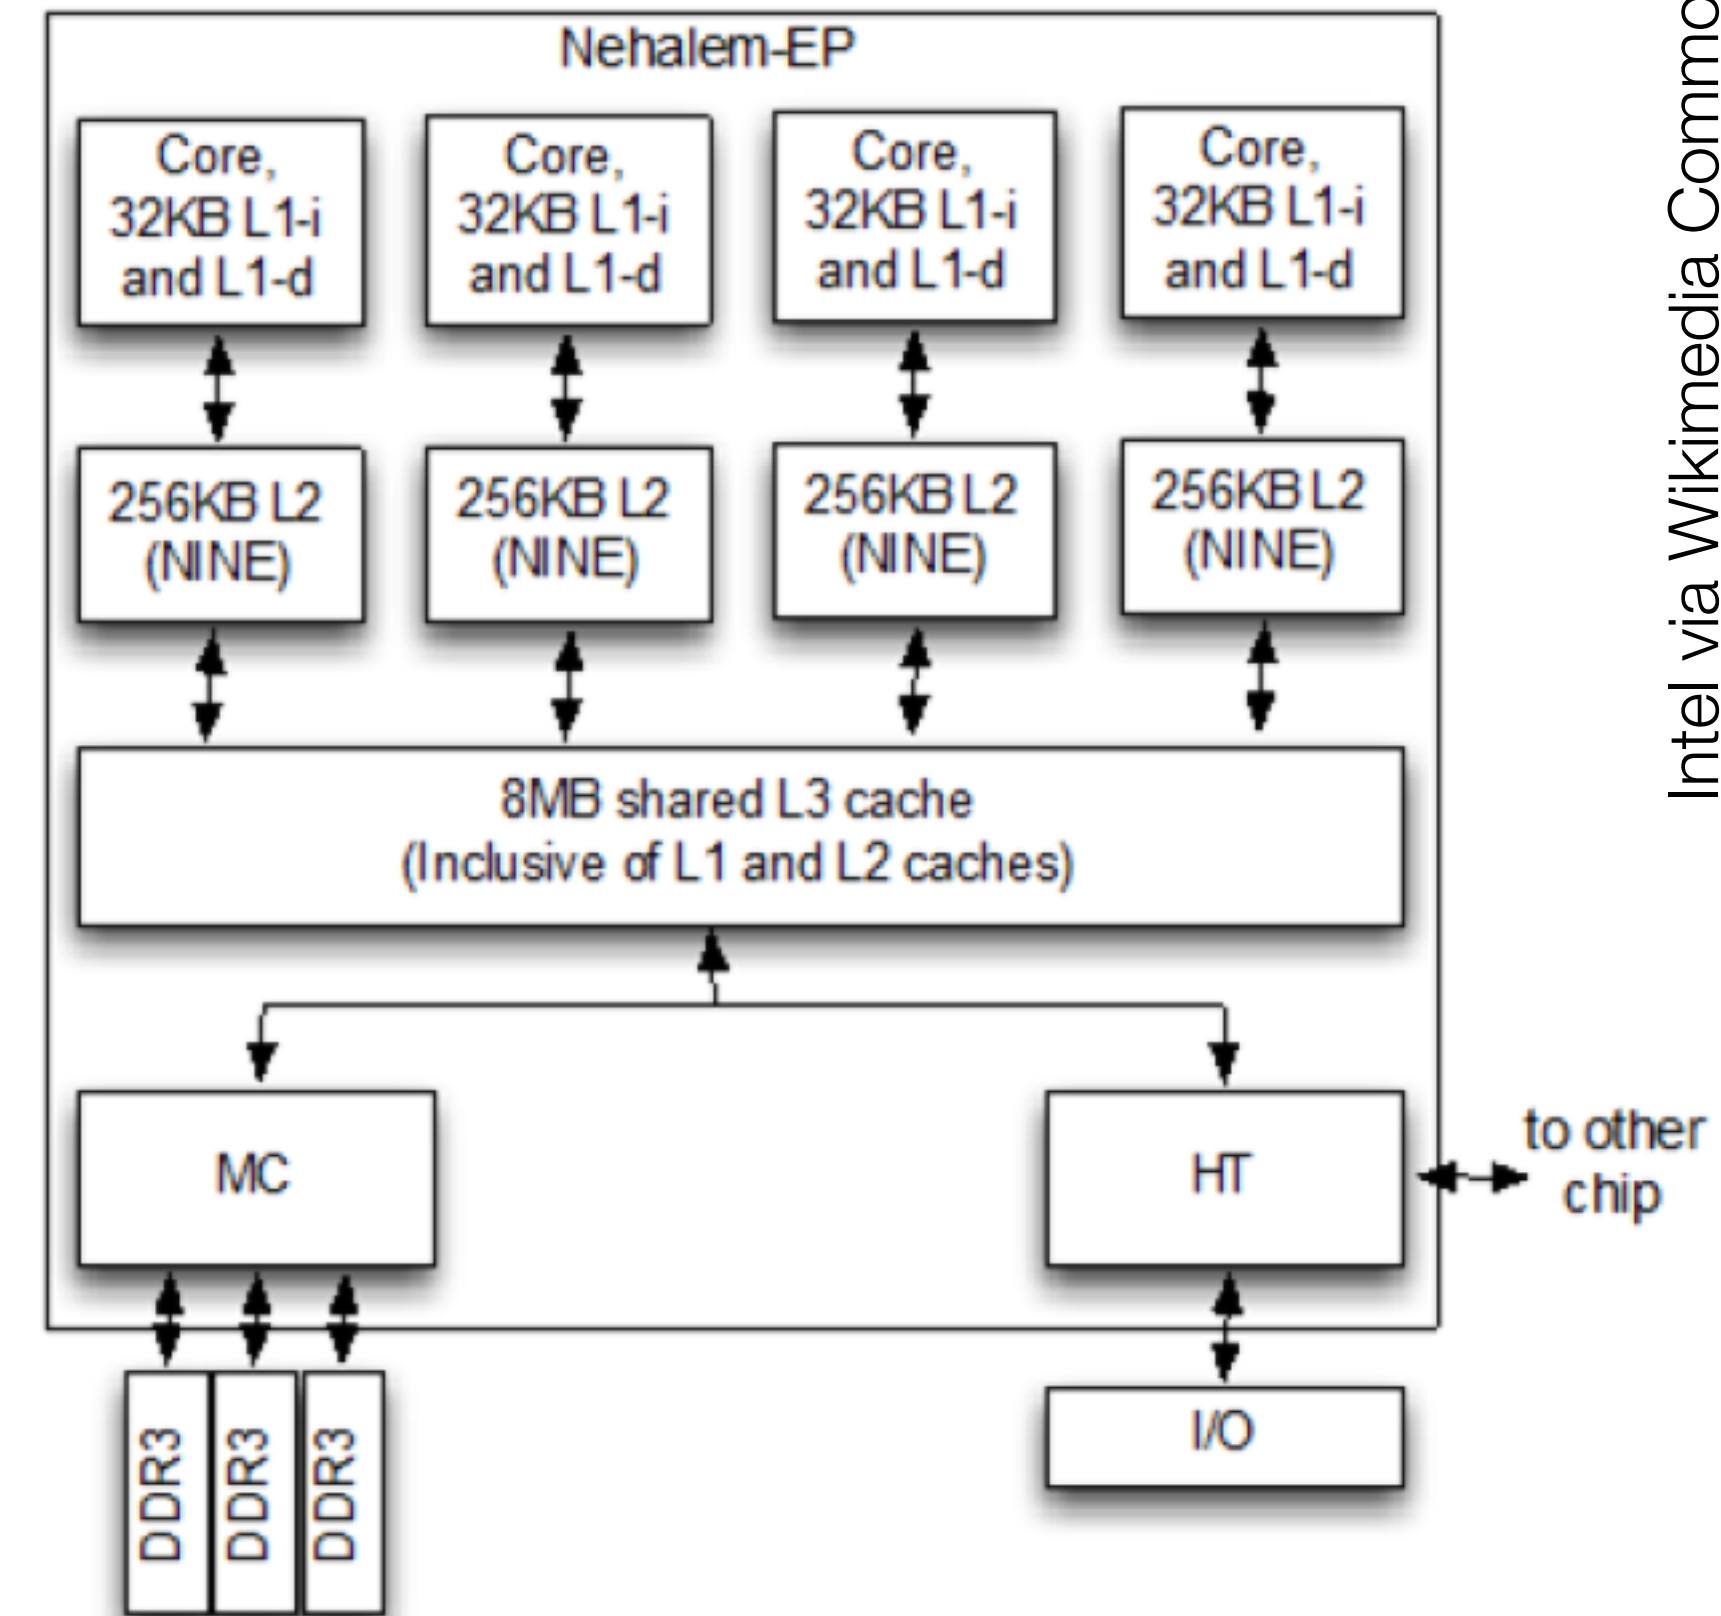 Nehalem-EP
Core,
32KB L1-i
and L1-d
Core,
32KB L1-i
and L1-d
Core,
32KB L1-i
and L1-d
Core,
32KB L1-i
and L1-d
256KB L2
(NINE)
256KB L2
(NINE)
256KB L2
(NINE)
256KB L2
(NINE)
8MB shared L3 cache
(Inclusive of L1 and L2 caches)
MC
HT
to other
chip
DDR3
DDR3
DDR3
I/O
Intel via Wikimedia